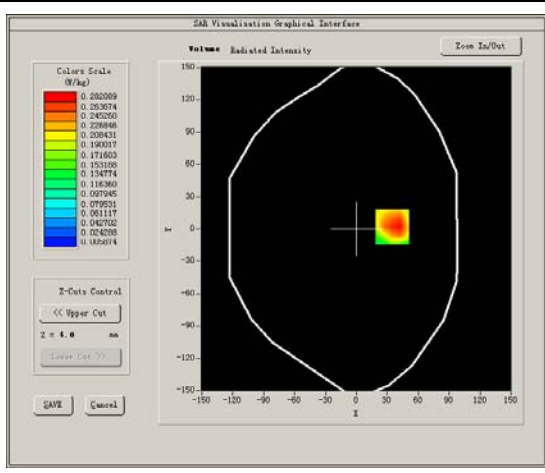 SAR Visualisation Graphical Interface
Volume Radiated Intensity
Zoom In/Out
Colors Scale
(W/kg)
0.282089
0.263674
0.245260
0.226846
0.208431
0.190017
0.171603
0.153188
0.134774
0.116360
0.097945
0.079531
0.061117
0.042702
0.024288
0.005874
150
120
90
60
30
0
-30
-60
-90
-120
-150
Y
-150 -120 -90 -60 -30 0 30 60 90 120 150
X
Z-Cuts Control
<< Upper Cut
Z = 4.0 mm
Lower Cut >>
SAVE
Cancel